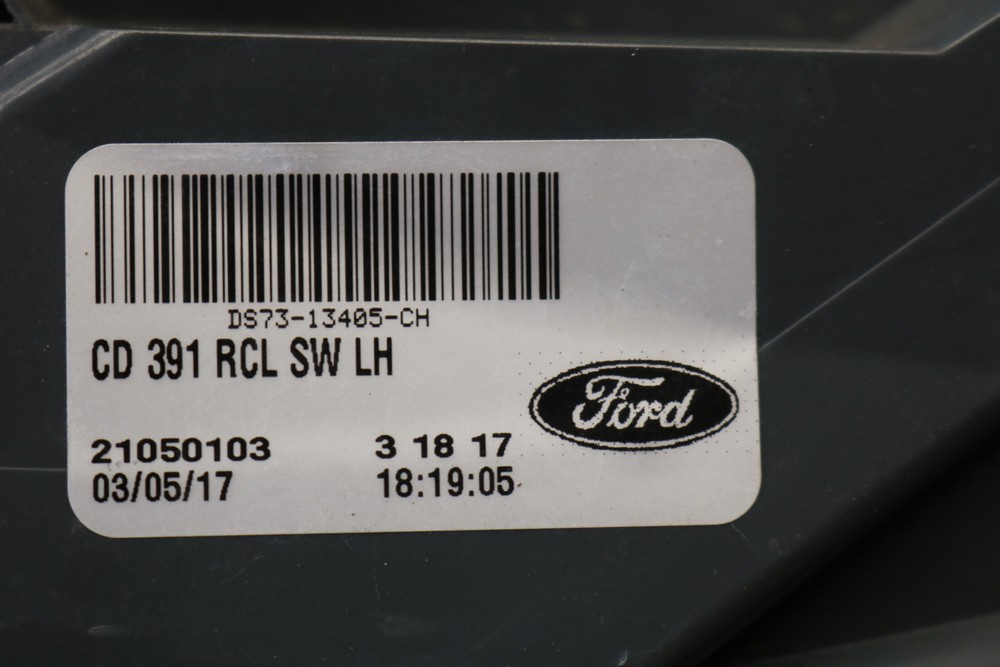 DS73-13405-CH
CD 391 RCL SW LH
Ford
21050103 3 18 17
03/05/17 18:19:05